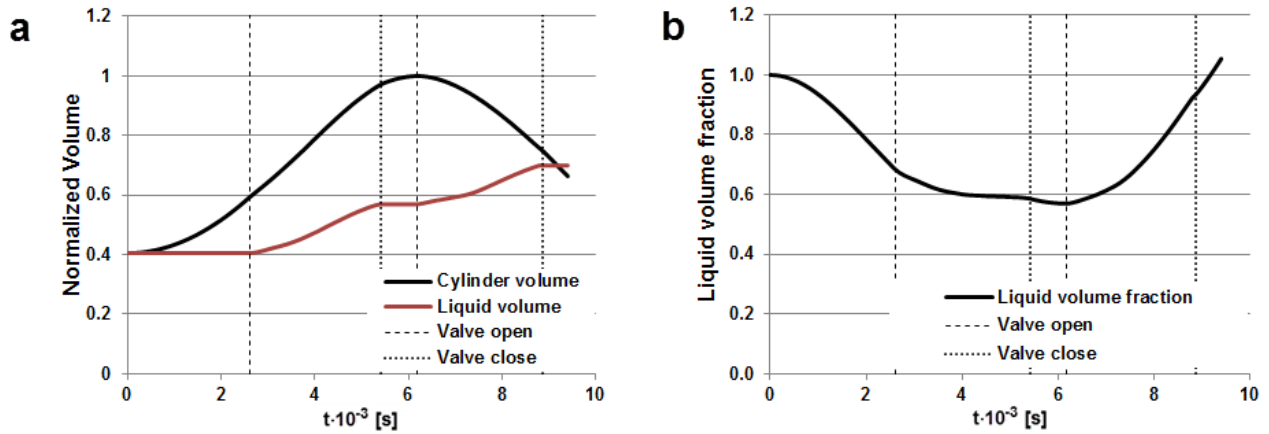 a
Normalized Volume
1.2
1
0.8
0.6
0.4
0.2
0
0 2 4 6 8 10
t·10⁻³ [s]
Cylinder volume
Liquid volume
Valve open
Valve close
b
Liquid volume fraction
1.2
1.0
0.8
0.6
0.4
0.2
0.0
0 2 4 6 8 10
t·10⁻³ [s]
Liquid volume fraction
Valve open
Valve close